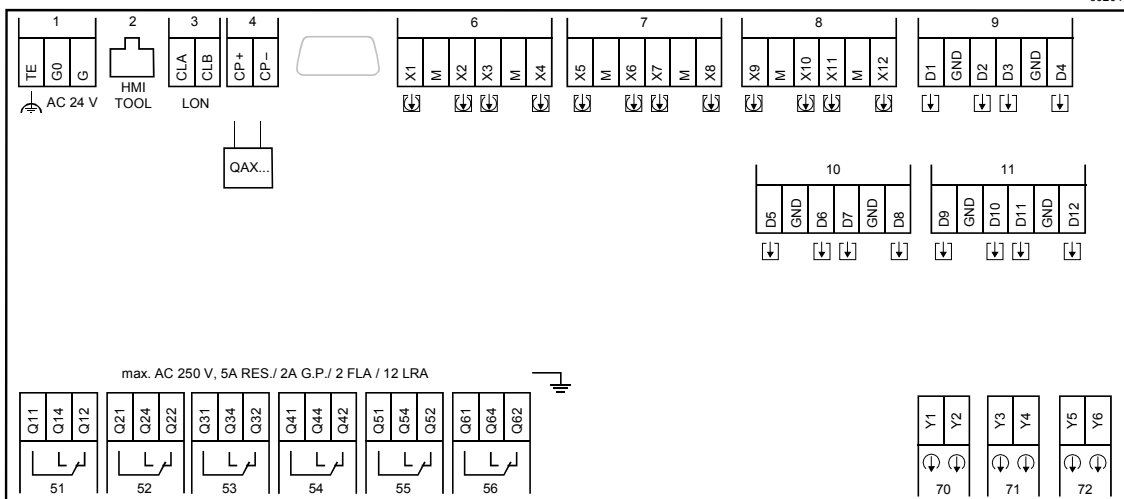 1 2 3 4 6 7 8 9
TE G0 G CLA CLB CP+ CP− X1 M X2 X3 M X4 X5 M X6 X7 M X8 X9 M X10 X11 M X12 D1 GND D2 D3 GND D4
AC 24 V HMI TOOL LON
QAX...
10 11
D5 GND D6 D7 GND D8 D9 GND D10 D11 GND D12
max. AC 250 V, 5A RES./ 2A G.P./ 2 FLA / 12 LRA
Q11 Q14 Q12 Q21 Q24 Q22 Q31 Q34 Q32 Q41 Q44 Q42 Q51 Q54 Q52 Q61 Q64 Q62 Y1 Y2 Y3 Y4 Y5 Y6
51 52 53 54 55 56 70 71 72